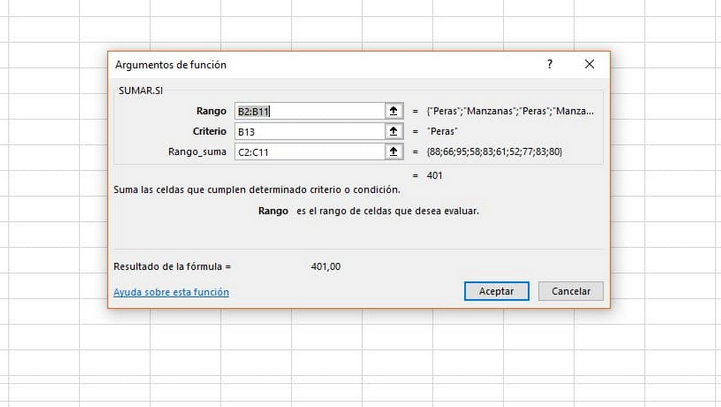 Argumentos de función ? ×
SUMAR.SI
Rango B2:B11 = {"Peras";"Manzanas";"Peras";"Manza...
Criterio B13 = "Peras"
Rango_suma C2:C11 = {88;66;95;58;83;61;52;77;83;80}
= 401
Suma las celdas que cumplen determinado criterio o condición.
Rango es el rango de celdas que desea evaluar.
Resultado de la fórmula = 401,00
Ayuda sobre esta función Aceptar Cancelar